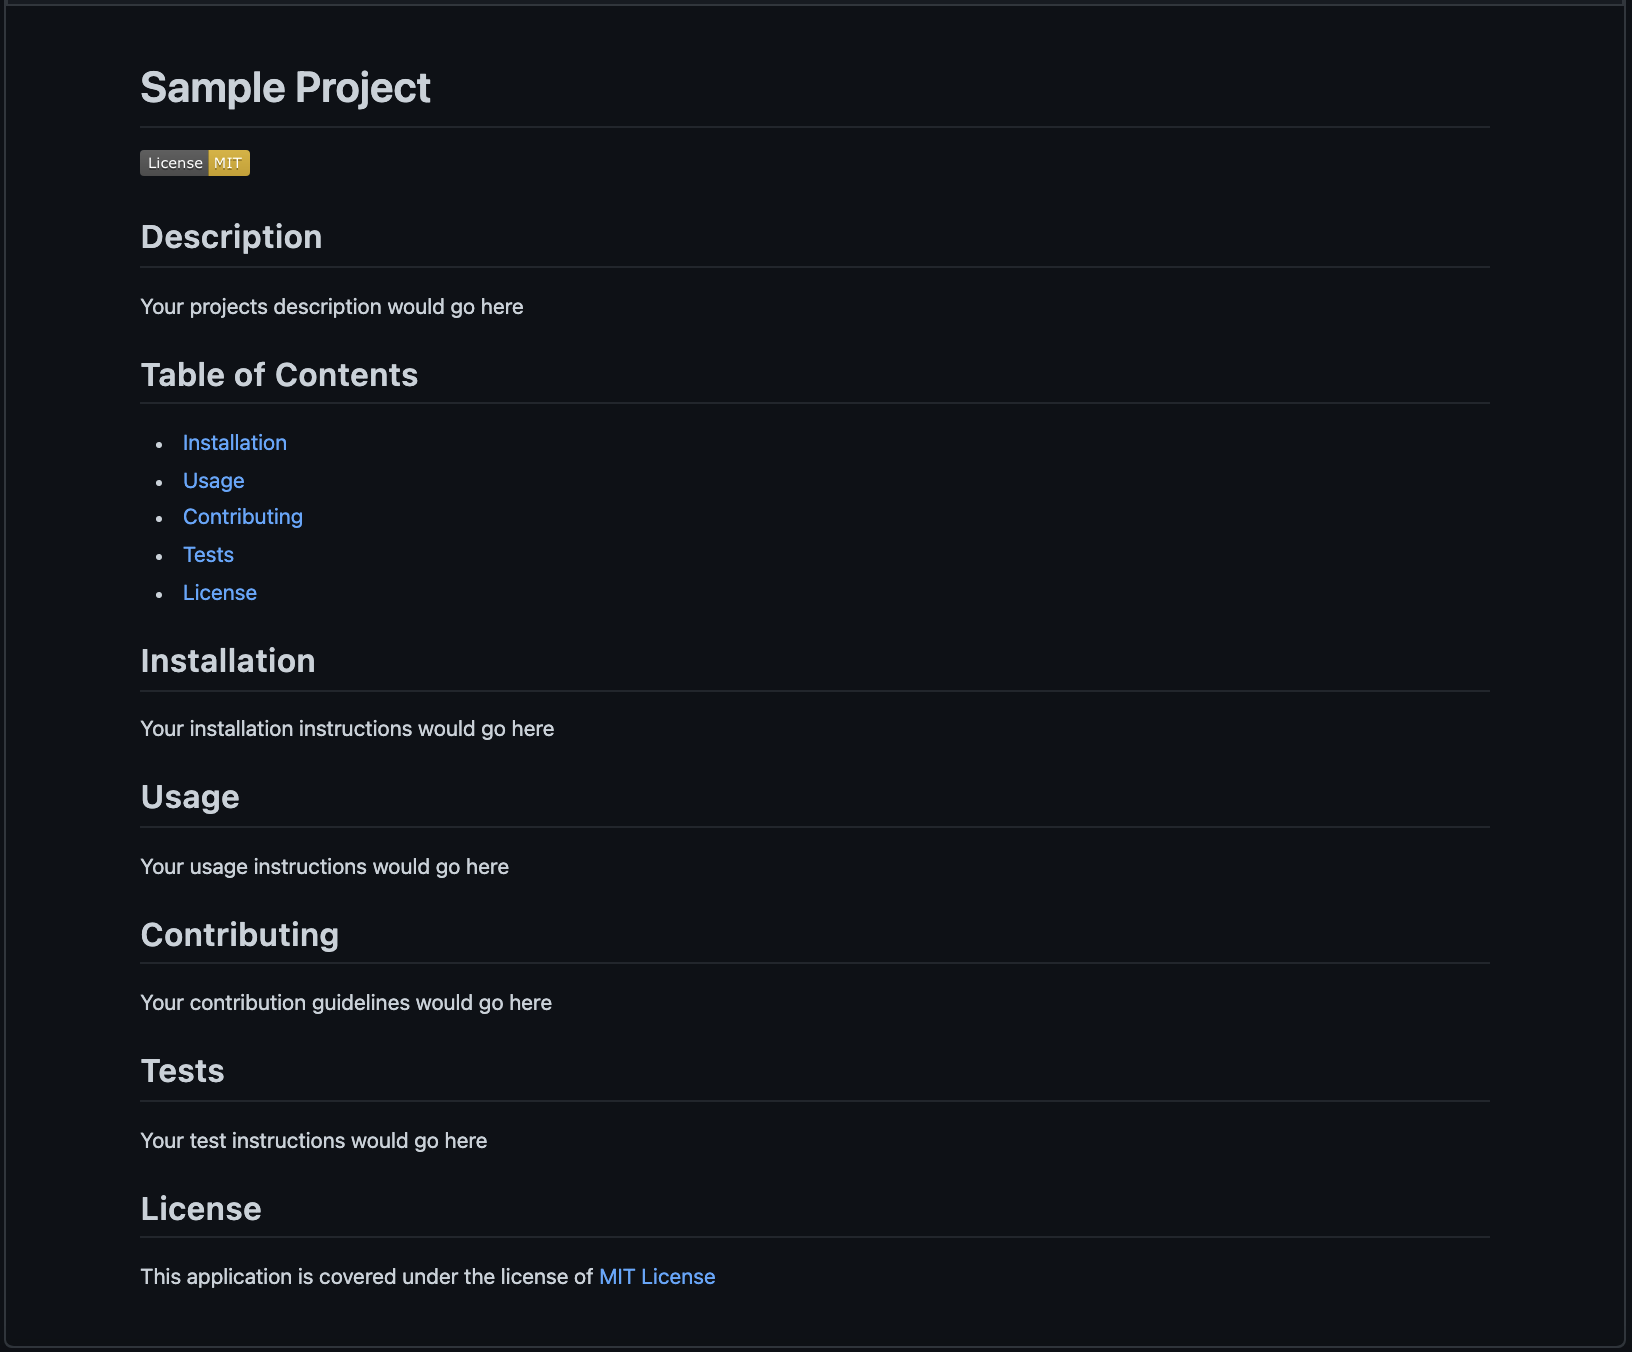 Sample Project
License MIT
Description
Your projects description would go here
Table of Contents
Installation
Usage
Contributing
Tests
License
Installation
Your installation instructions would go here
Usage
Your usage instructions would go here
Contributing
Your contribution guidelines would go here
Tests
Your test instructions would go here
License
This application is covered under the license of MIT License